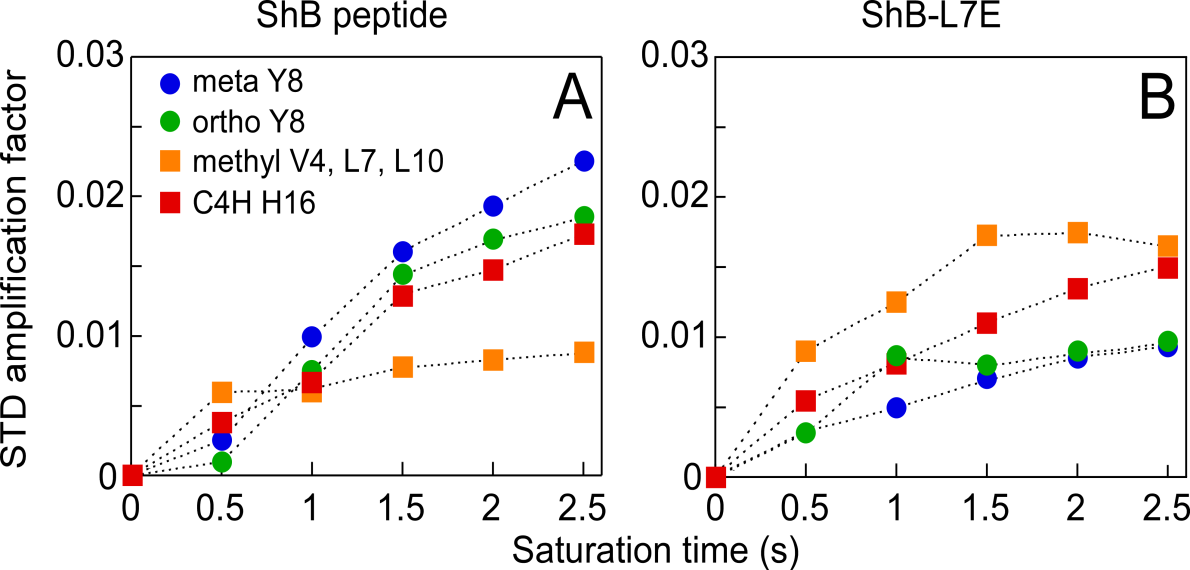 ShB peptide
ShB-L7E
STD amplification factor
0.03
0.02
0.01
0
meta Y8
ortho Y8
methyl V4, L7, L10
C4H H16
A
0 0.5 1 1.5 2 2.5
0.03
0.02
0.01
0
B
0 0.5 1 1.5 2 2.5
Saturation time (s)